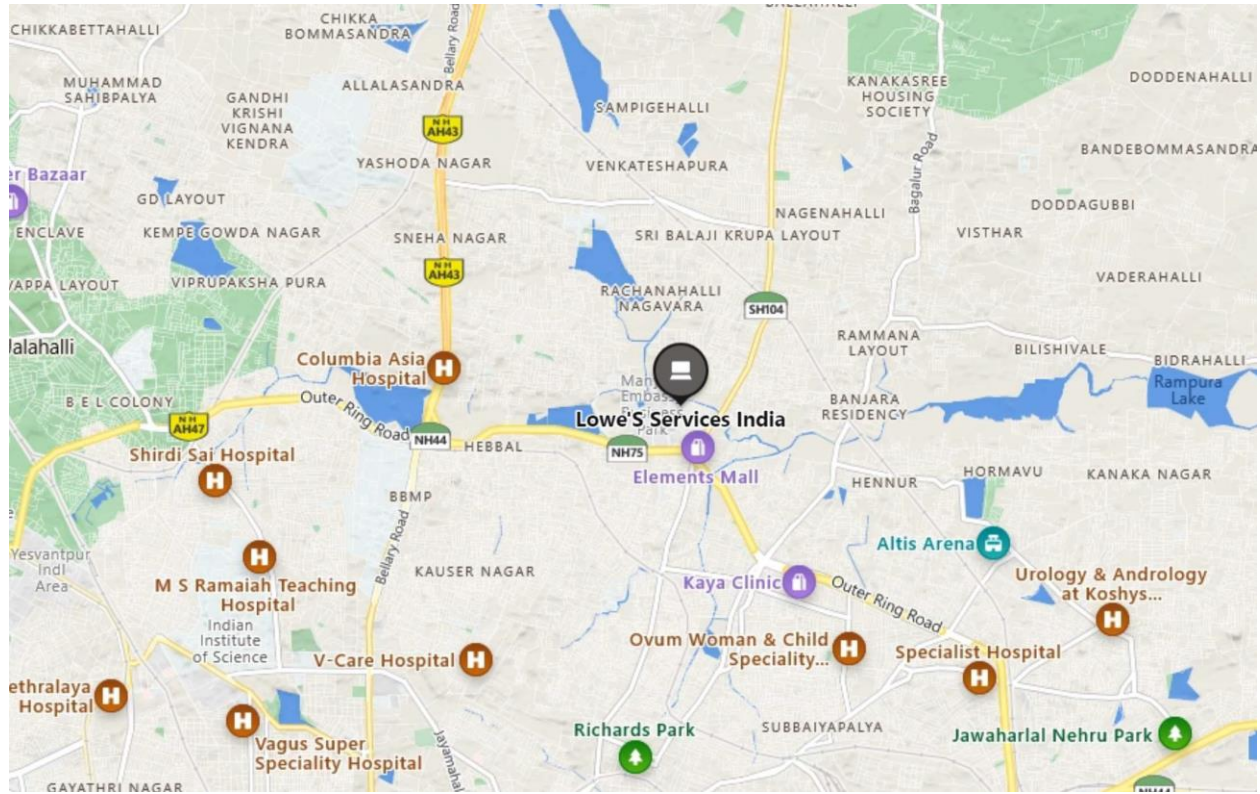 CHIKKABETTAHALLI
CHIKKA
BOMMASANDRA
Bellary Road
MUHAMMAD
SAHIBPALYA
GANDHI
KRISHI
VIGNANA
KENDRA
ALLALASANDRA
NH
AH43
YASHODA NAGAR
SAMPIGEHALLI
VENKATESHAPURA
KANAKASREE
HOUSING
SOCIETY
DODDENAHALLI
BANDEBOMMASANDRA
Bagalur Road
er Bazaar
GD LAYOUT
ENCLAVE
KEMPE GOWDA NAGAR
SNEHA NAGAR
NAGENAHALLI
SRI BALAJI KRUPA LAYOUT
DODDAGUBBI
VISTHAR
NH
AH43
VIPRUPAKSHA PURA
APPA LAYOUT
RACHANAHALLI
NAGAVARA
VADERAHALLI
SH104
Jalahalli
RAMMANA
LAYOUT
BILISHIVALE
BIDRAHALLI
Rampura
Lake
Columbia Asia
Hospital
H
B E L COLONY
Outer Ring Road
BANJARA
RESIDENCY
Lowe'S Services India
NH
AH47
NH44
HEBBAL
NH75
Elements Mall
Shirdi Sai Hospital
H
HORMAVU
KANAKA NAGAR
HENNUR
BBMP
Bellary Road
Yesvantpur
Indl
Area
H
M S Ramaiah Teaching
Hospital
KAUSER NAGAR
Altis Arena
Kaya Clinic
Outer Ring Road
Urology & Andrology
at Koshys...
H
Indian
Institute
of Science
V-Care Hospital
H
Ovum Woman & Child
Speciality...
H
Specialist Hospital
H
ethralaya
Hospital
H
H
Vagus Super
Speciality Hospital
Richards Park
SUBBAIYAPALYA
Jawaharlal Nehru Park
GAYATHRI NAGAR
Jayamahal
NH44